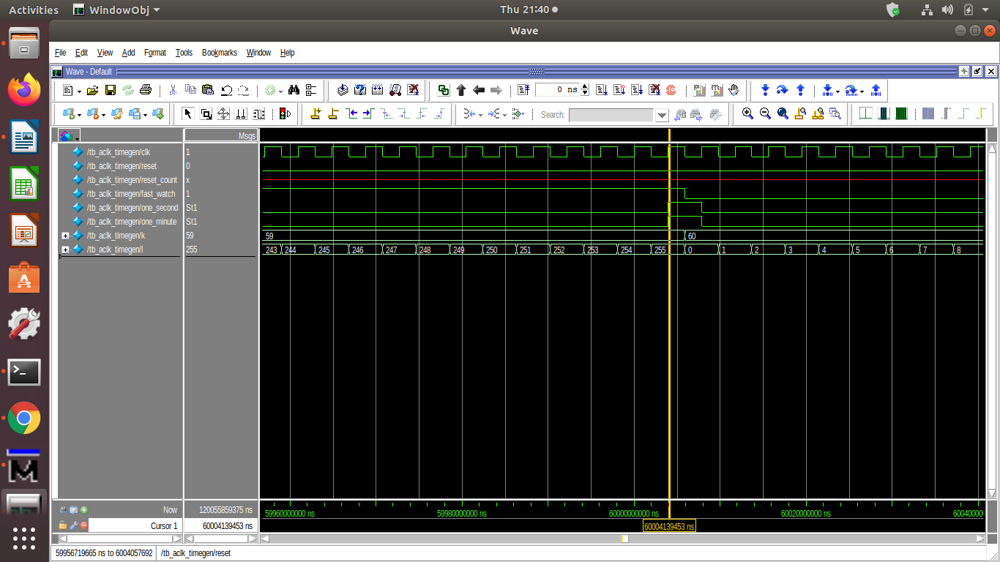 Activities WindowObj Thu 21:40
Wave
File Edit View Add Format Tools Bookmarks Window Help
Wave - Default
0 ns
Search:
Msgs
/tb_aclk_timegen/clk 1
/tb_aclk_timegen/reset 0
/tb_aclk_timegen/reset_count x
/tb_aclk_timegen/fast_watch 1
/tb_aclk_timegen/one_second St1
/tb_aclk_timegen/one_minute St1
/tb_aclk_timegen/k 59 59 60
/tb_aclk_timegen/l 255 243 244 245 246 247 248 249 250 251 252 253 254 255 0 1 2 3 4 5 6 7 8
Now 120055859375 ns 59960000000 ns 59980000000 ns 60000000000 ns 60020000000 ns 60040000
Cursor 1 60004139453 ns 60004139453 ns
59956719665 ns to 6004057692 /tb_aclk_timegen/reset